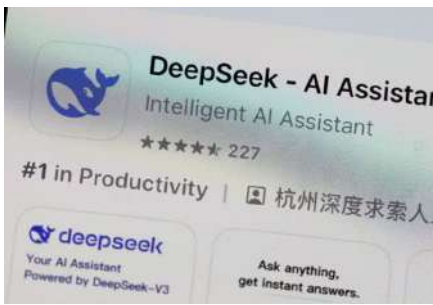 DeepSeek - AI Assistan
Intelligent AI Assistant
★★★★★ 227
#1 in Productivity | 杭州深度求索人
deepseek
Your AI Assistant
Powered by DeepSeek-V3
Ask anything,
get instant answers.